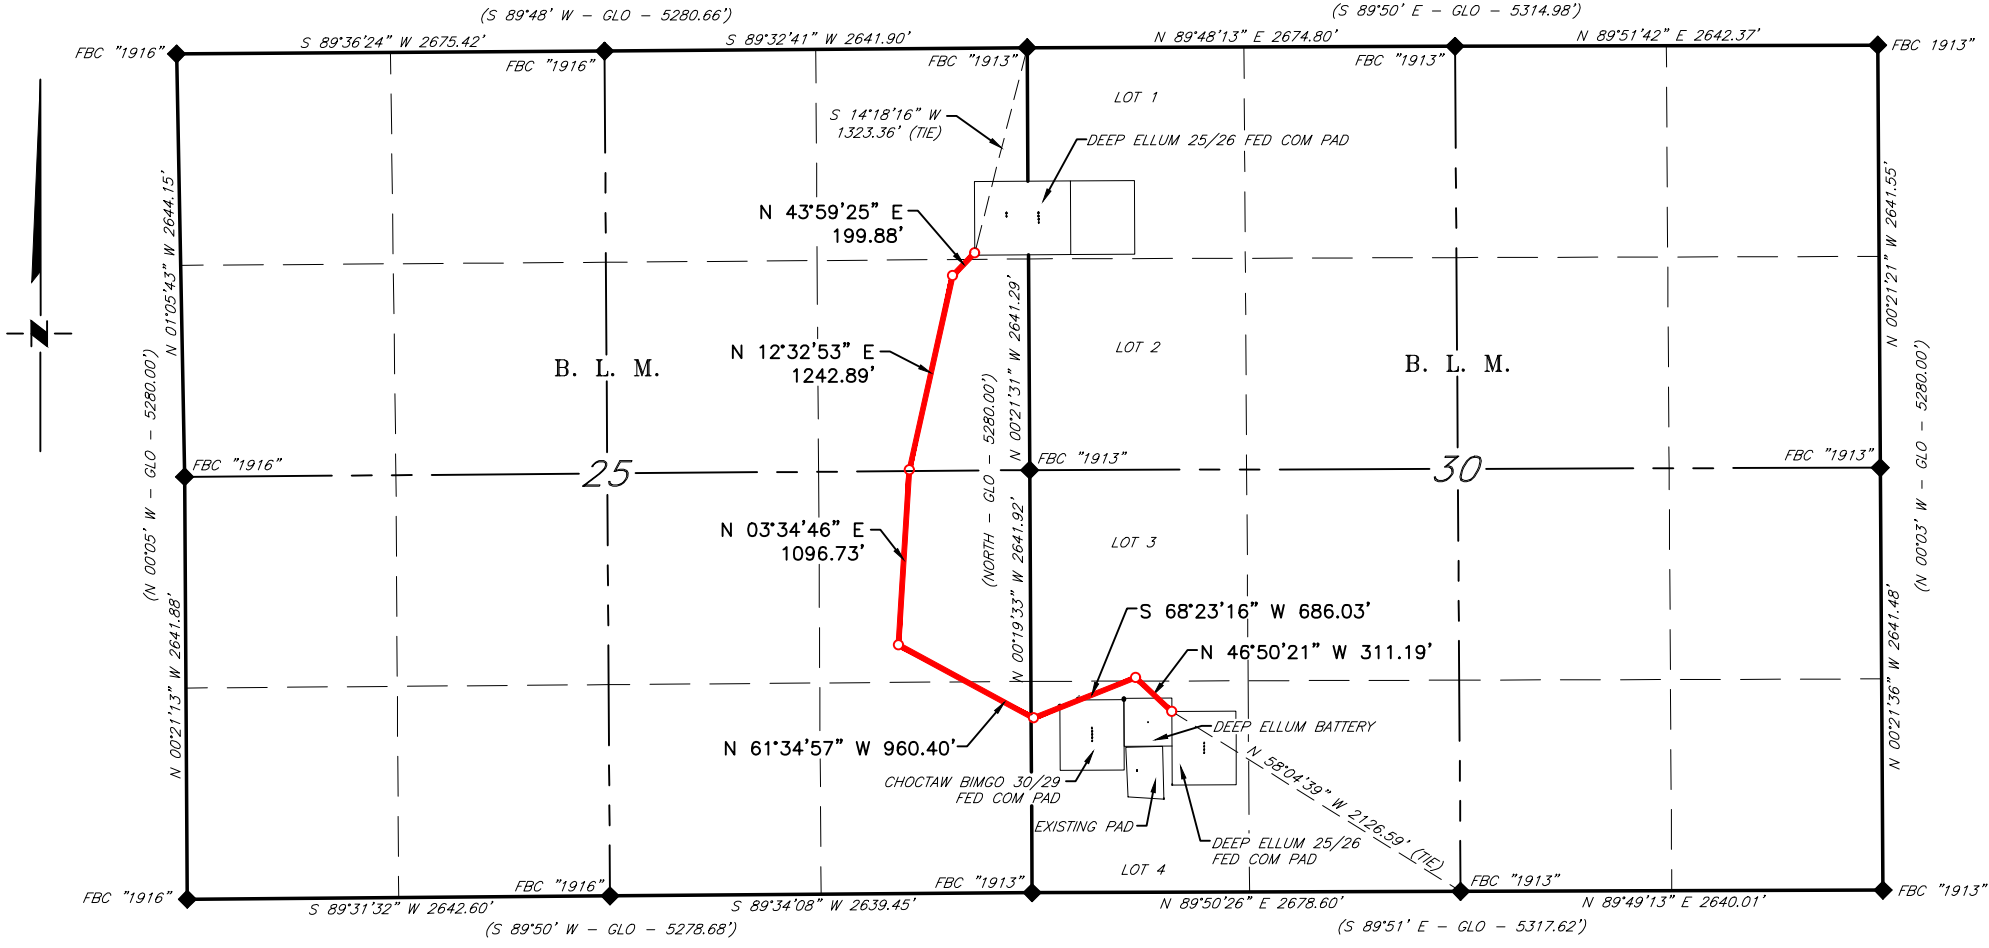 (S 89°48' W - GLO - 5280.66')
(S 89°50' E - GLO - 5314.98')
S 89°36'24" W 2675.42'
S 89°32'41" W 2641.90'
N 89°48'13" E 2674.80'
N 89°51'42" E 2642.37'
FBC "1916"
FBC "1916"
FBC "1913"
FBC "1913"
FBC 1913"
LOT 1
S 14°18'16" W
1323.36' (TIE)
DEEP ELLUM 25/26 FED COM PAD
N 01°05'43" W 2644.15'
N 00°21'21" W 2641.55'
N 43°59'25" E
199.88'
N 00°21'31" W 2641.29'
N
LOT 2
N 12°32'53" E
1242.89'
B. L. M.
B. L. M.
(N 00°05' W - GLO - 5280.00')
(NORTH - GLO - 5280.00')
(N 00°03' W - GLO - 5280.00')
FBC "1916"
25
FBC "1913"
30
FBC "1913"
N 03°34'46" E
1096.73'
LOT 3
N 00°19'33" W 2641.92'
N 00°21'13" W 2641.88'
N 00°21'36" W 2641.48'
S 68°23'16" W 686.03'
N 46°50'21" W 311.19'
N 61°34'57" W 960.40'
DEEP ELLUM BATTERY
CHOCTAW BIMGO 30/29
FED COM PAD
N 58°04'39" W 2126.59' (TIE)
EXISTING PAD
DEEP ELLUM 25/26
FED COM PAD
LOT 4
FBC "1916"
FBC "1916"
FBC "1913"
FBC "1913"
FBC "1913"
S 89°31'32" W 2642.60'
S 89°34'08" W 2639.45'
N 89°50'26" E 2678.60'
N 89°49'13" E 2640.01'
(S 89°50' W - GLO - 5278.68')
(S 89°51' E - GLO - 5317.62')